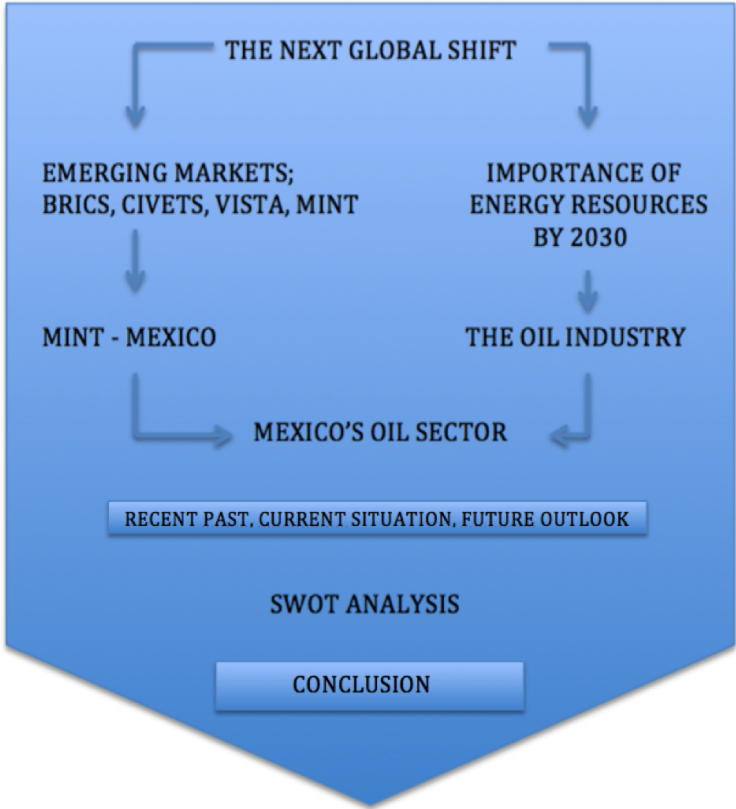 THE NEXT GLOBAL SHIFT
EMERGING MARKETS;
BRICS, CIVETS, VISTA, MINT
IMPORTANCE OF
ENERGY RESOURCES
BY 2030
MINT - MEXICO
THE OIL INDUSTRY
MEXICO'S OIL SECTOR
RECENT PAST, CURRENT SITUATION, FUTURE OUTLOOK
SWOT ANALYSIS
CONCLUSION